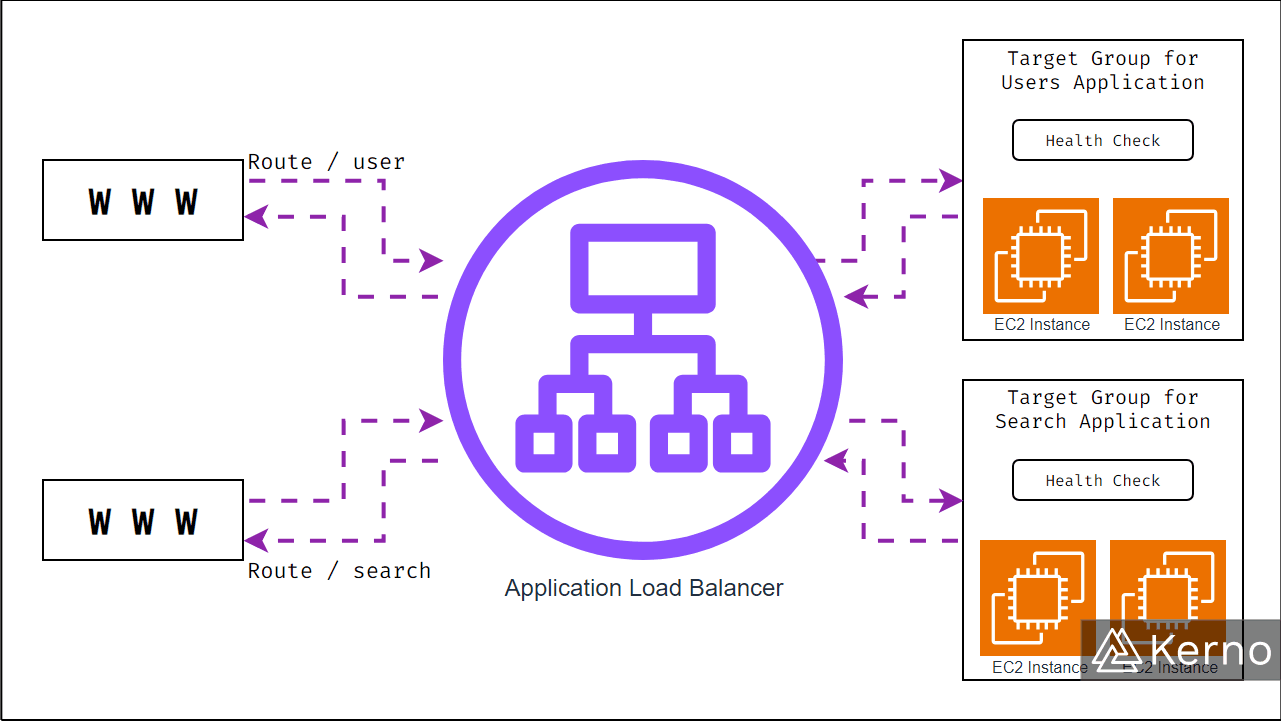 Target Group for
Users Application
Health Check
EC2 Instance
EC2 Instance
Route / user
W W W
Application Load Balancer
W W W
Route / search
Target Group for
Search Application
Health Check
EC2 Instance
EC2 Instance
Kerno